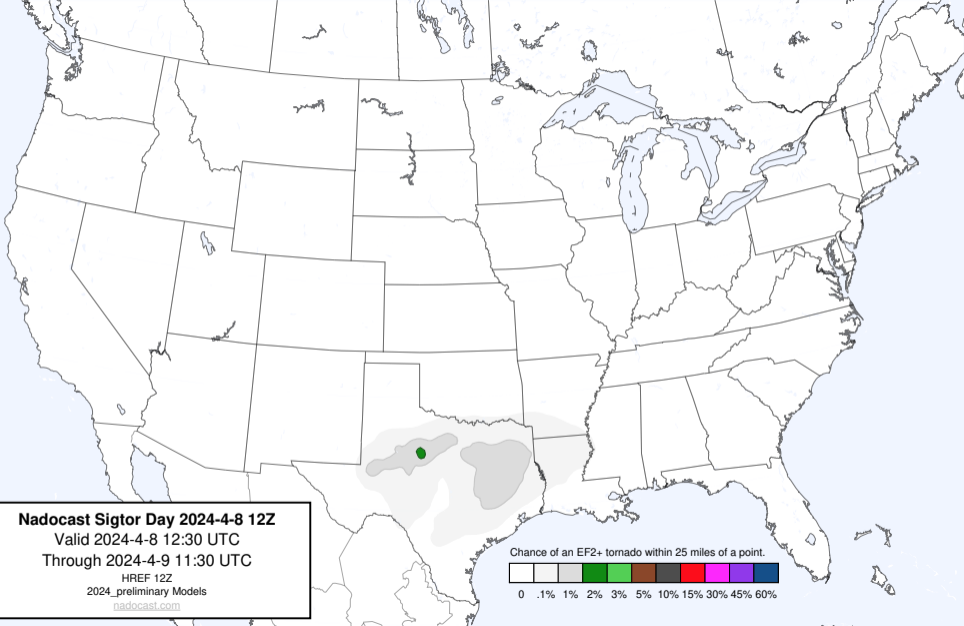 Nadocast Sigtor Day 2024-4-8 12Z
Valid 2024-4-8 12:30 UTC
Through 2024-4-9 11:30 UTC
HREF 12Z
2024_preliminary Models
nadocast.com
Chance of an EF2+ tornado within 25 miles of a point.
0 .1% 1% 2% 3% 5% 10% 15% 30% 45% 60%